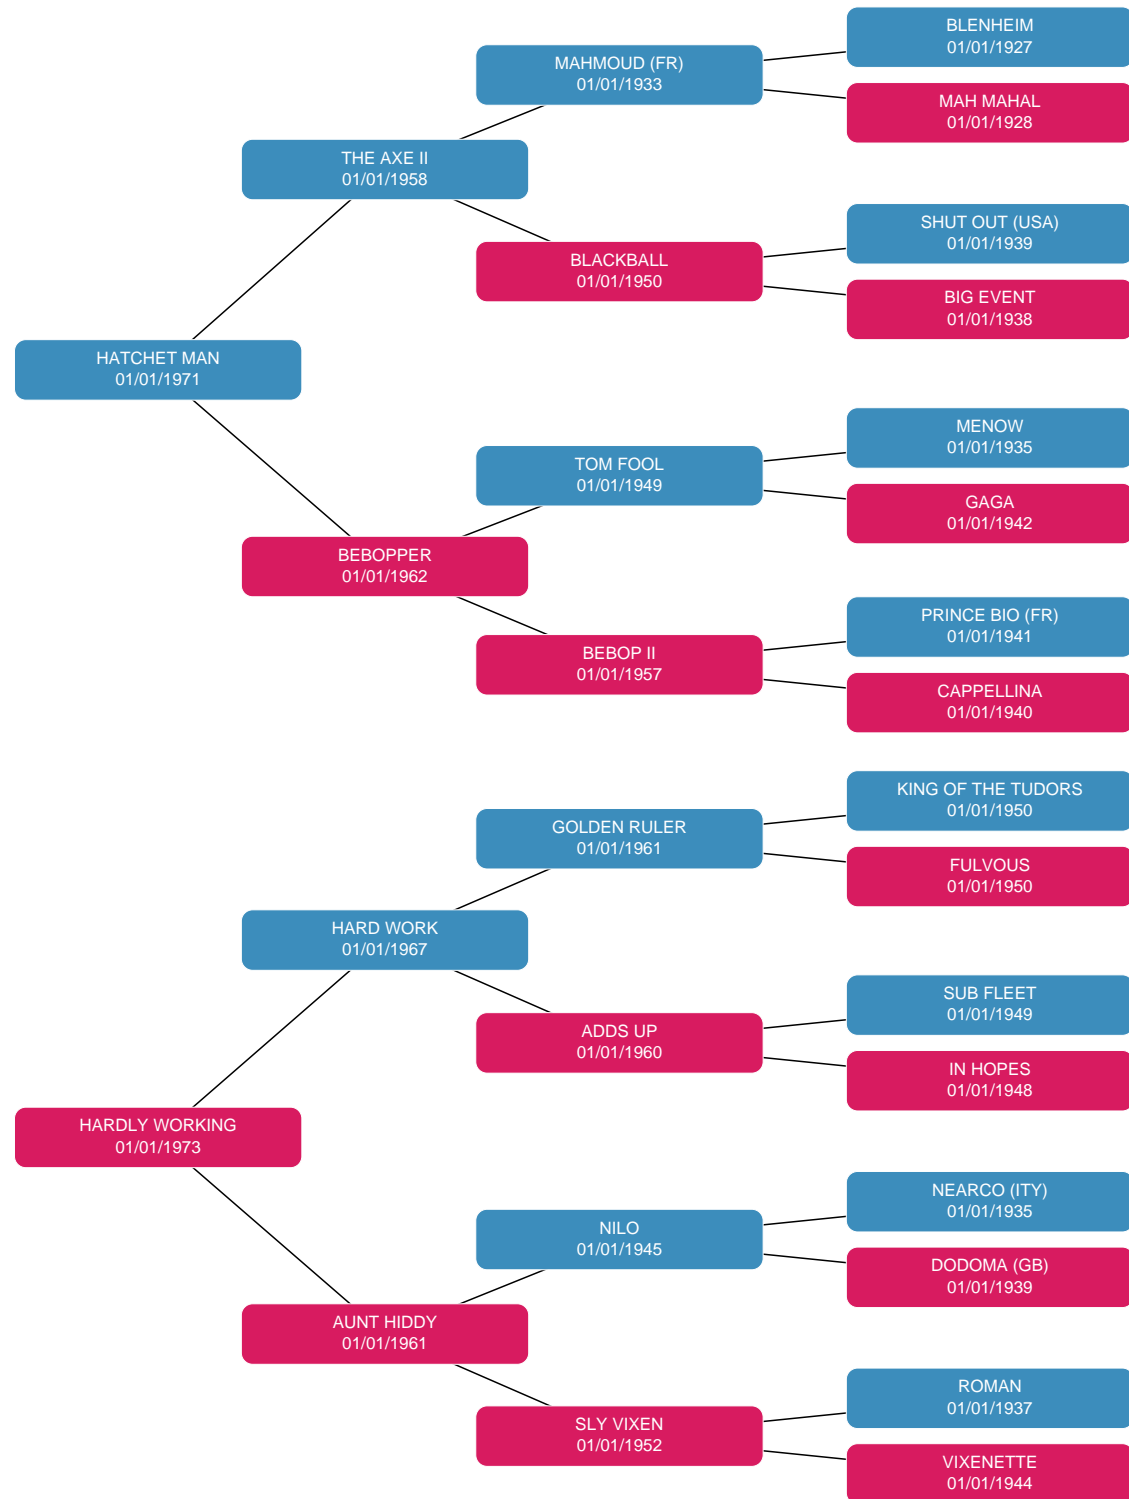 BLENHEIM
01/01/1927
MAHMOUD (FR)
01/01/1933
MAH MAHAL
01/01/1928
THE AXE II
01/01/1958
SHUT OUT (USA)
01/01/1939
BLACKBALL
01/01/1950
BIG EVENT
01/01/1938
HATCHET MAN
01/01/1971
MENOW
01/01/1935
TOM FOOL
01/01/1949
GAGA
01/01/1942
BEBOPPER
01/01/1962
PRINCE BIO (FR)
01/01/1941
BEBOP II
01/01/1957
CAPPELLINA
01/01/1940
KING OF THE TUDORS
01/01/1950
GOLDEN RULER
01/01/1961
FULVOUS
01/01/1950
HARD WORK
01/01/1967
SUB FLEET
01/01/1949
ADDS UP
01/01/1960
IN HOPES
01/01/1948
HARDLY WORKING
01/01/1973
NEARCO (ITY)
01/01/1935
NILO
01/01/1945
DODOMA (GB)
01/01/1939
AUNT HIDDY
01/01/1961
ROMAN
01/01/1937
SLY VIXEN
01/01/1952
VIXENETTE
01/01/1944